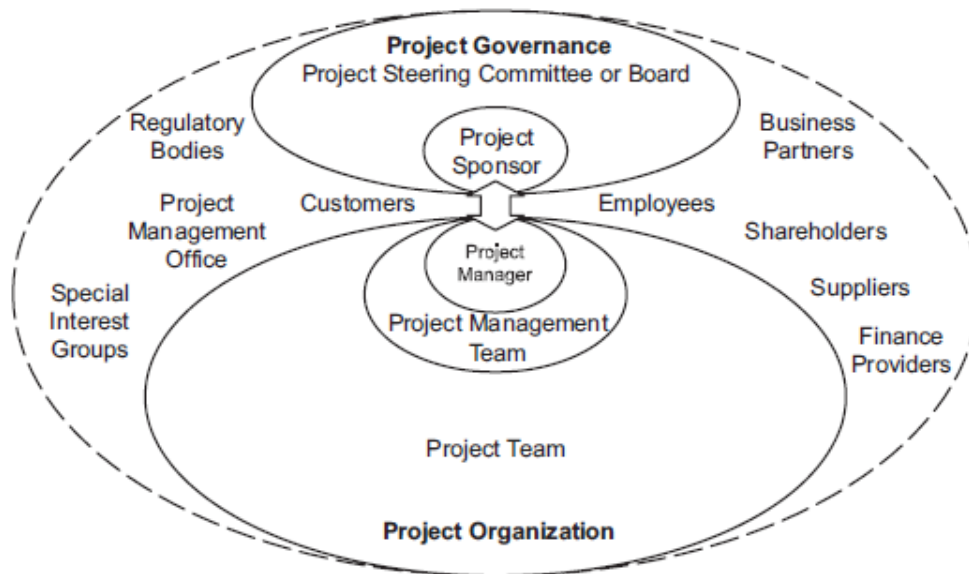 Project Governance
Project Steering Committee or Board
Regulatory
Bodies
Project
Sponsor
Business
Partners
Project
Management
Office
Customers
Employees
Shareholders
Project
Manager
Special
Interest
Groups
Suppliers
Project Management
Team
Finance
Providers
Project Team
Project Organization